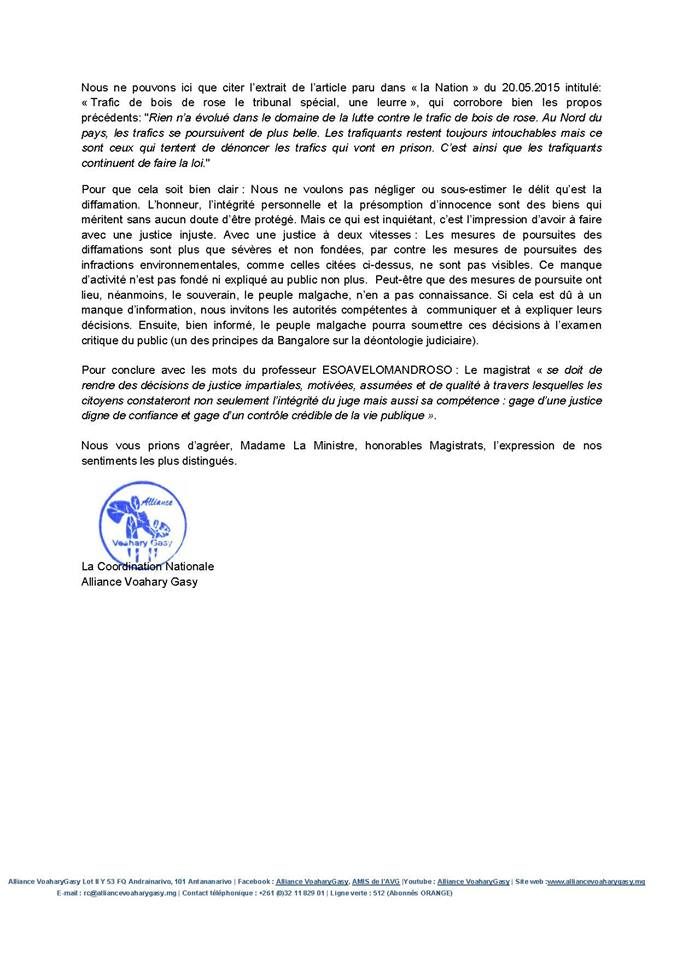 Nous ne pouvons ici que citer l'extrait de l'article paru dans « la Nation » du 20.05.2015 intitulé:
« Trafic de bois de rose le tribunal spécial, une leurre », qui corrobore bien les propos
précédents: "Rien n'a évolué dans le domaine de la lutte contre le trafic de bois de rose. Au Nord du
pays, les trafics se poursuivent de plus belle. Les trafiquants restent toujours intouchables mais ce
sont ceux qui tentent de dénoncer les trafics qui vont en prison. C'est ainsi que les trafiquants
continuent de faire la loi."
Pour que cela soit bien clair : Nous ne voulons pas négliger ou sous-estimer le délit qu'est la
diffamation. L'honneur, l'intégrité personnelle et la présomption d'innocence sont des biens qui
méritent sans aucun doute d'être protégé. Mais ce qui est inquiétant, c'est l'impression d'avoir à faire
avec une justice injuste. Avec une justice à deux vitesses : Les mesures de poursuites des
diffamations sont plus que sévères et non fondées, par contre les mesures de poursuites des
infractions environnementales, comme celles citées ci-dessus, ne sont pas visibles. Ce manque
d'activité n'est pas fondé ni expliqué au public non plus. Peut-être que des mesures de poursuite ont
lieu, néanmoins, le souverain, le peuple malgache, n'en a pas connaissance. Si cela est dû à un
manque d'information, nous invitons les autorités compétentes à communiquer et à expliquer leurs
décisions. Ensuite, bien informé, le peuple malgache pourra soumettre ces décisions à l'examen
critique du public (un des principes da Bangalore sur la déontologie judiciaire).
Pour conclure avec les mots du professeur ESOAVELOMANDROSO : Le magistrat « se doit de
rendre des décisions de justice impartiales, motivées, assumées et de qualité à travers lesquelles les
citoyens constateront non seulement l'intégrité du juge mais aussi sa compétence : gage d'une justice
digne de confiance et gage d'un contrôle crédible de la vie publique ».
Nous vous prions d'agréer, Madame La Ministre, honorables Magistrats, l'expression de nos
sentiments les plus distingués.
Alliance
Voahary Gasy
La Coordination Nationale
Alliance Voahary Gasy
Alliance VoaharyGasy Lot II Y 53 FQ Andrainarivo, 101 Antananarivo | Facebook : Alliance VoaharyGasy, AMIS de l'AVG |Youtube : Alliance VoaharyGasy | Site web :www.alliancevoaharygasy.mg
E-mail : rc@alliancevoaharygasy.mg | Contact téléphonique : +261 (0)32 11 829 01 | Ligne verte : 512 (Abonnés ORANGE)